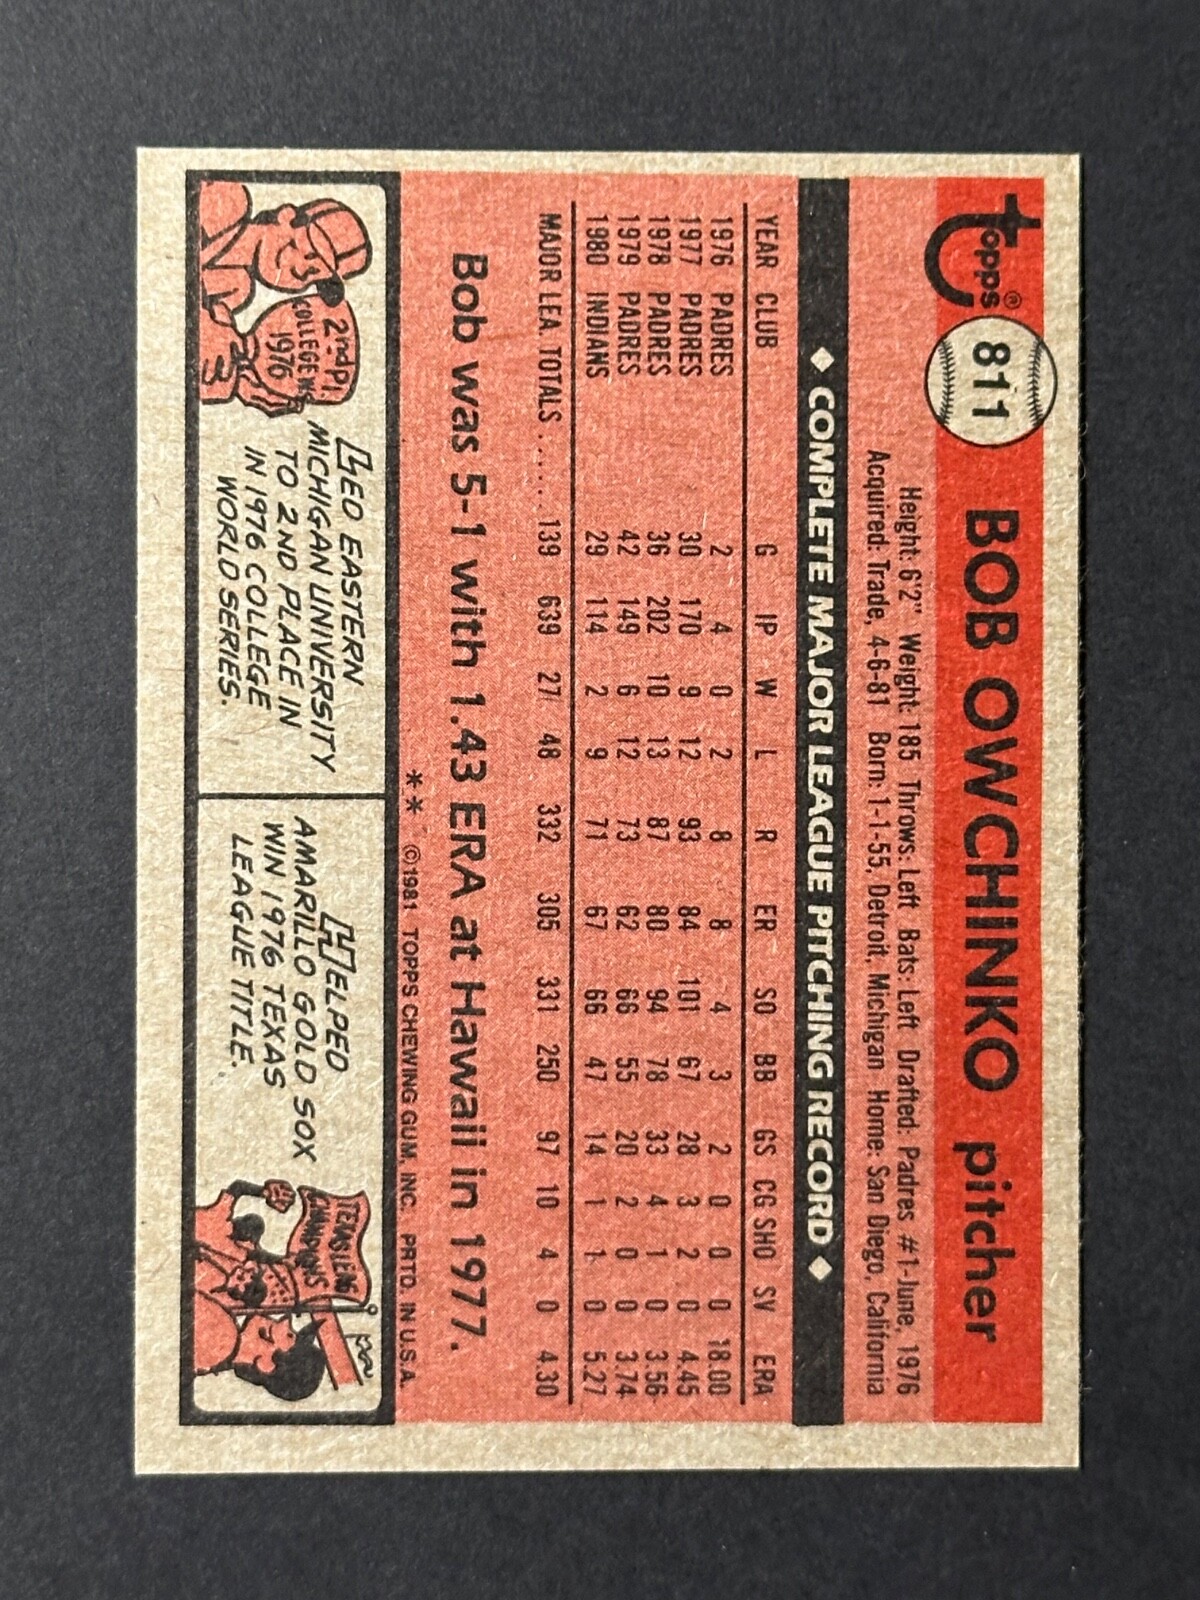 topps®
811
BOB OWCHINKO pitcher
Height: 6'2" Weight: 185 Throws: Left Bats: Left Drafted: Padres #1-June, 1976
Acquired: Trade, 4-6-81 Born: 1-1-55, Detroit, Michigan Home: San Diego, California
◆ COMPLETE MAJOR LEAGUE PITCHING RECORD ◆
YEAR CLUB G IP W L R ER SO BB GS CG SHO SV ERA
1976 PADRES 2 4 0 2 8 8 4 3 2 0 0 0 18.00
1977 PADRES 30 170 9 12 93 84 101 67 28 3 2 0 4.45
1978 PADRES 36 202 10 13 87 80 94 78 33 4 1 0 3.56
1979 PADRES 42 149 6 12 73 62 66 55 20 2 0 0 3.74
1980 INDIANS 29 114 2 9 71 67 66 47 14 1 1 0 5.27
MAJOR LEA. TOTALS ...... 139 639 27 48 332 305 331 250 97 10 4 0 4.30
Bob was 5-1 with 1.43 ERA at Hawaii in 1977.
** ©1981 TOPPS CHEWING GUM, INC. PRTD. IN U.S.A.
2nd Pl.
COLLEGE W.
1976
LEO EASTERN
MICHIGAN UNIVERSITY
TO 2ND PLACE IN
IN 1976 COLLEGE
WORLD SERIES.
HELPED
AMARILLO GOLD SOX
WIN 1976 TEXAS
LEAGUE TITLE.
TEXAS LEAG
CHAMPIONS